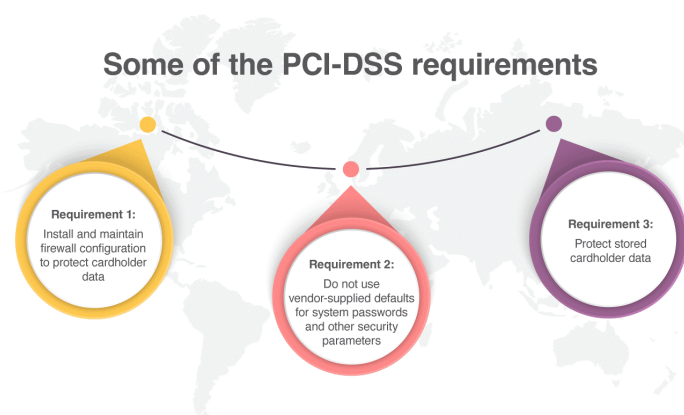 Some of the PCI-DSS requirements
Requirement 1:
Install and maintain
firewall configuration
to protect cardholder
data
Requirement 2:
Do not use
vendor-supplied defaults
for system passwords
and other security
parameters
Requirement 3:
Protect stored
cardholder data